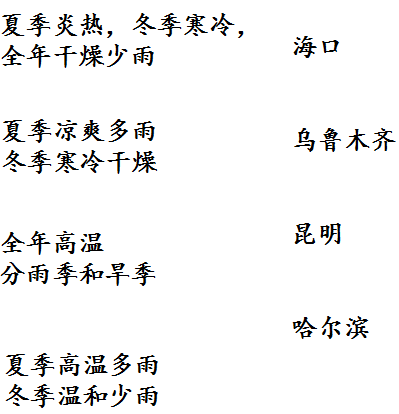 夏季炎热，冬季寒冷，
全年干燥少雨
海口
夏季凉爽多雨
冬季寒冷干燥
乌鲁木齐
全年高温
分雨季和旱季
昆明
夏季高温多雨
冬季温和少雨
哈尔滨